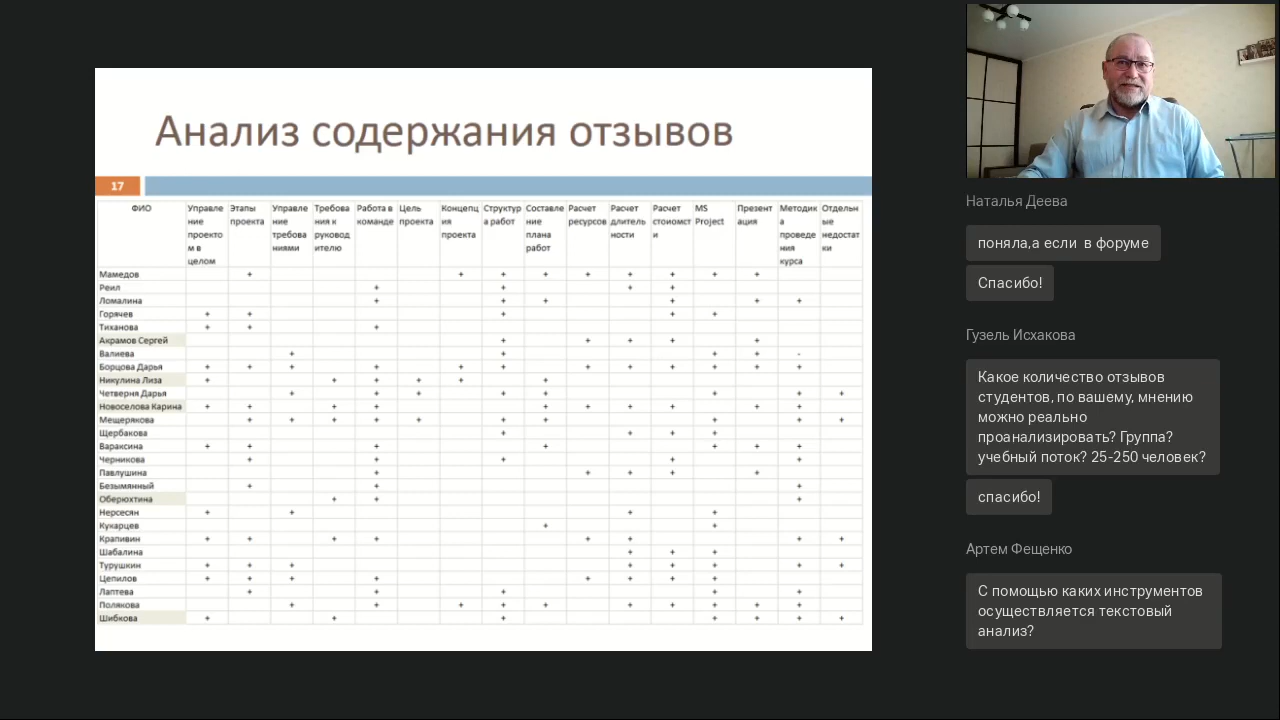 Анализ содержания отзывов
17
ФИО Управле Этапы Управле Требова Работа в Цель Концепц Структур Составле Расчет Расчет Расчет MS Презент Методик Отдельн
ние проекта ние ния к команде проекта ия а работ ние ресурсов длитель стоимост Project ация а ые
проекто требова руковод проекта плана ности и проведе недостат
м в ниями ителю работ ния ки
целом курса
Мамедов + + + + + + + + +
Реил + + + +
Ломалина + + + + + +
Горячев + + + + +
Тиханова + + +
Акрамов Сергей + + + + +
Валиева + + + + -
Борцова Дарья + + + + + + + + + + + +
Никулина Лиза + + + + + +
Четверня Дарья + + + + + + + +
Новоселова Карина + + + + + + + + + +
Мещерякова + + + + + + + + + +
Щербакова + + + +
Вараксина + + + + + + +
Черникова + + + + +
Павлушина + + + + +
Безымянный + + +
Оберюхтина + + +
Нерсесян + + + +
Кукарцев + +
Крапивин + + + + + + + +
Шабалина + + +
Турушкин + + + + + + + +
Цепилов + + + + + + + +
Лаптева + + + + +
Полякова + + + + + + + + + +
Шибкова + + + + + + +
Наталья Деева
поняла,а если в форуме
Спасибо!
Гузель Исхакова
Какое количество отзывов
студентов, по вашему, мнению
можно реально
проанализировать? Группа?
учебный поток? 25-250 человек?
спасибо!
Артем Фещенко
С помощью каких инструментов
осуществляется текстовый
анализ?